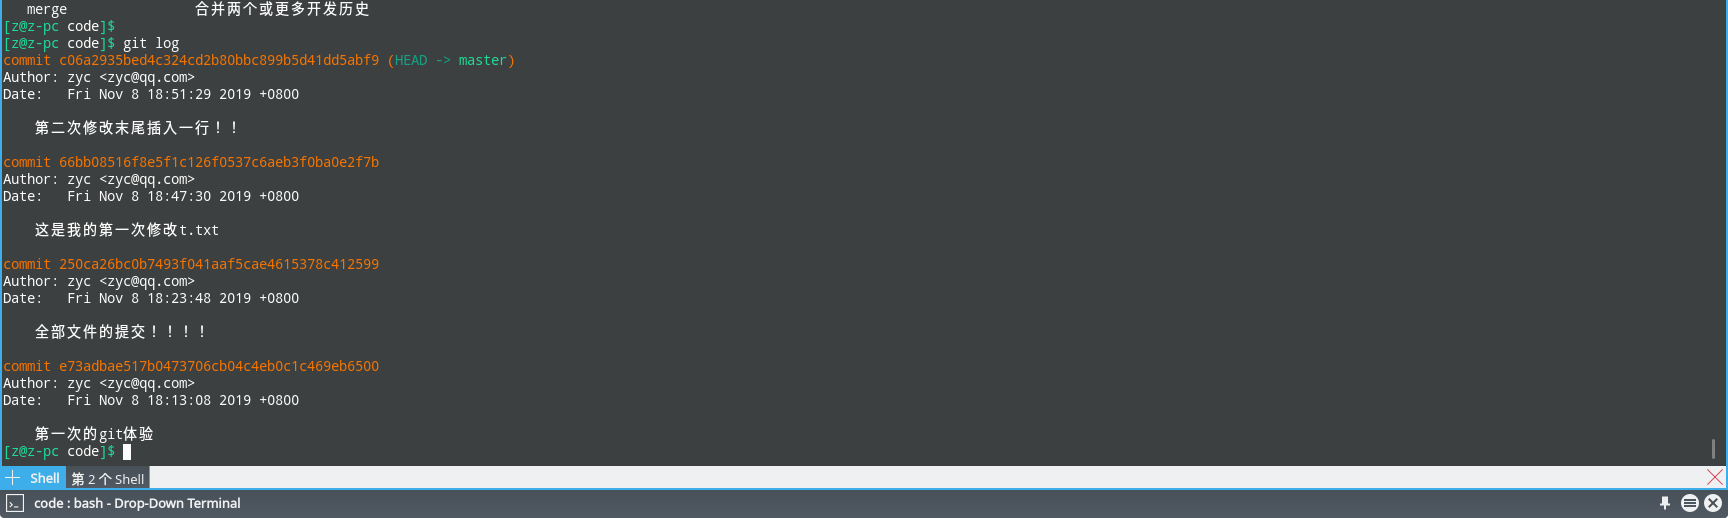 merge 合并两个或更多开发历史
[z@z-pc code]$
[z@z-pc code]$ git log
commit c06a2935bed4c324cd2b80bbc899b5d41dd5abf9 (HEAD -> master)
Author: zyc <zyc@qq.com>
Date:   Fri Nov 8 18:51:29 2019 +0800
第二次修改末尾插入一行！！
commit 66bb08516f8e5f1c126f0537c6aeb3f0ba0e2f7b
Author: zyc <zyc@qq.com>
Date:   Fri Nov 8 18:47:30 2019 +0800
这是我的第一次修改t.txt
commit 250ca26bc0b7493f041aaf5cae4615378c412599
Author: zyc <zyc@qq.com>
Date:   Fri Nov 8 18:23:48 2019 +0800
全部文件的提交！！！！
commit e73adbae517b0473706cb04c4eb0c1c469eb6500
Author: zyc <zyc@qq.com>
Date:   Fri Nov 8 18:13:08 2019 +0800
第一次的git体验
[z@z-pc code]$
Shell 第 2 个 Shell
code : bash - Drop-Down Terminal